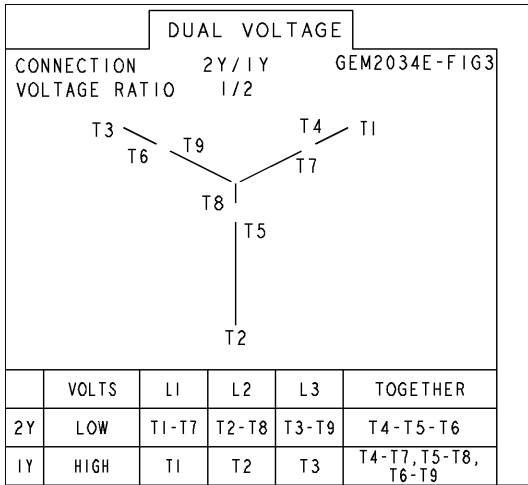 DUAL VOLTAGE
CONNECTION 2Y/1Y GEM2034E-FIG3
VOLTAGE RATIO 1/2
T3 T4 T1
T6 T9 T7
T8
T5
T2
VOLTS L1 L2 L3 TOGETHER
2Y LOW T1-T7 T2-T8 T3-T9 T4-T5-T6
1Y HIGH T1 T2 T3 T4-T7,T5-T8,
T6-T9